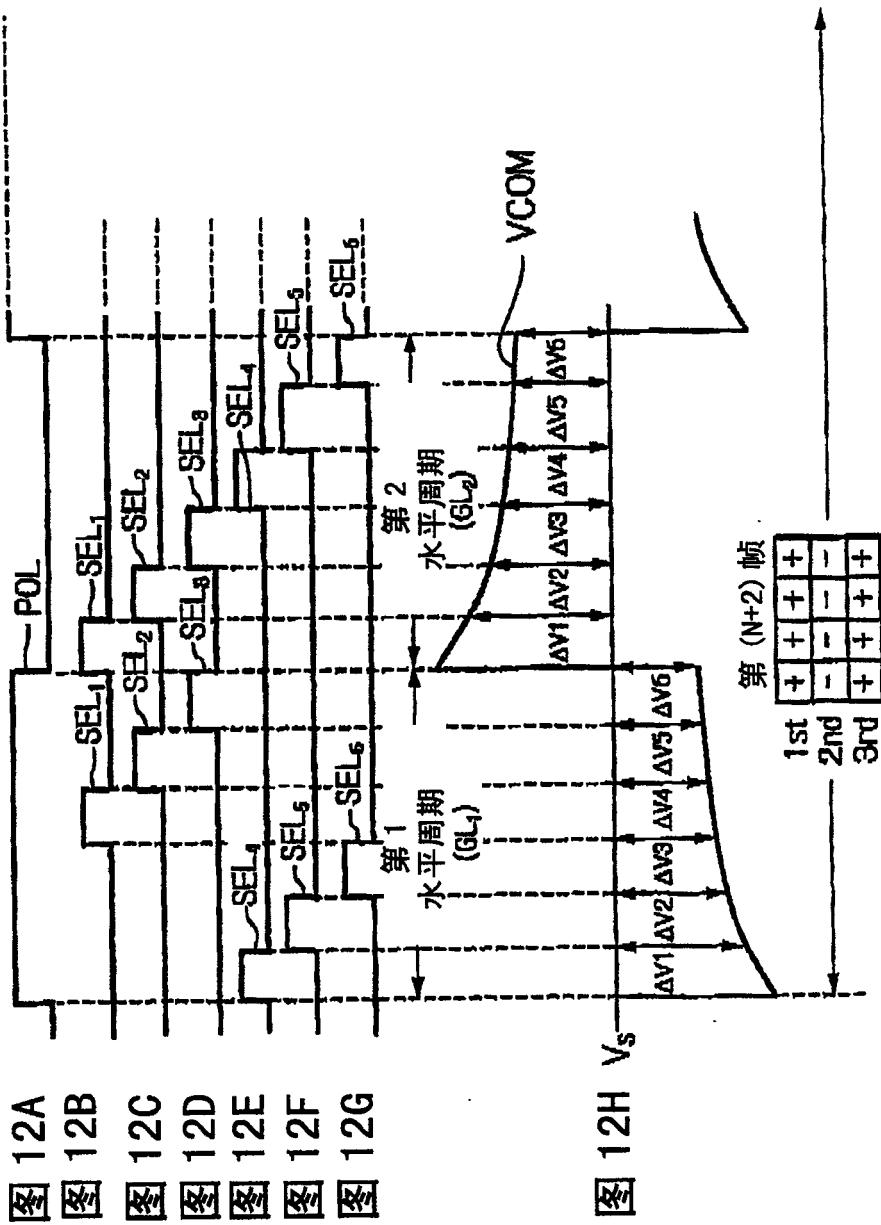 图 12A
POL
图 12B
SEL₁
SEL₁
图 12C
SEL₂
SEL₂
图 12D
SEL₃
SEL₃
图 12E
SEL₄
SEL₄
图 12F
SEL₅
SEL₅
图 12G
SEL₆
SEL₆
第 1
水平周期
(GL₁)
第 2
水平周期
(GL₂)
VCOM
图 12H
Vs
ΔV1 ΔV2 ΔV3 ΔV4 ΔV5 ΔV6
ΔV1 ΔV2 ΔV3 ΔV4 ΔV5 ΔV6
第 (N+2) 帧
1st + + + +
2nd - - - -
3rd + + + +